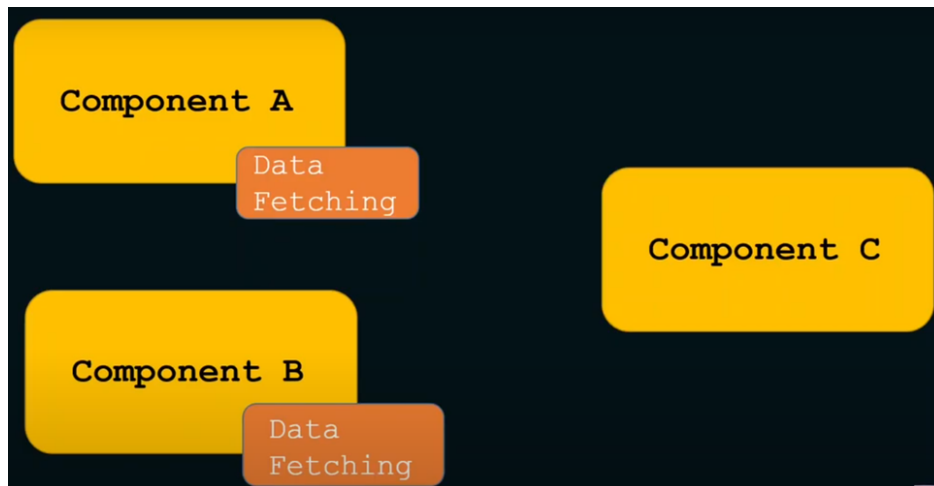 Component A
Data
Fetching
Component C
Component B
Data
Fetching